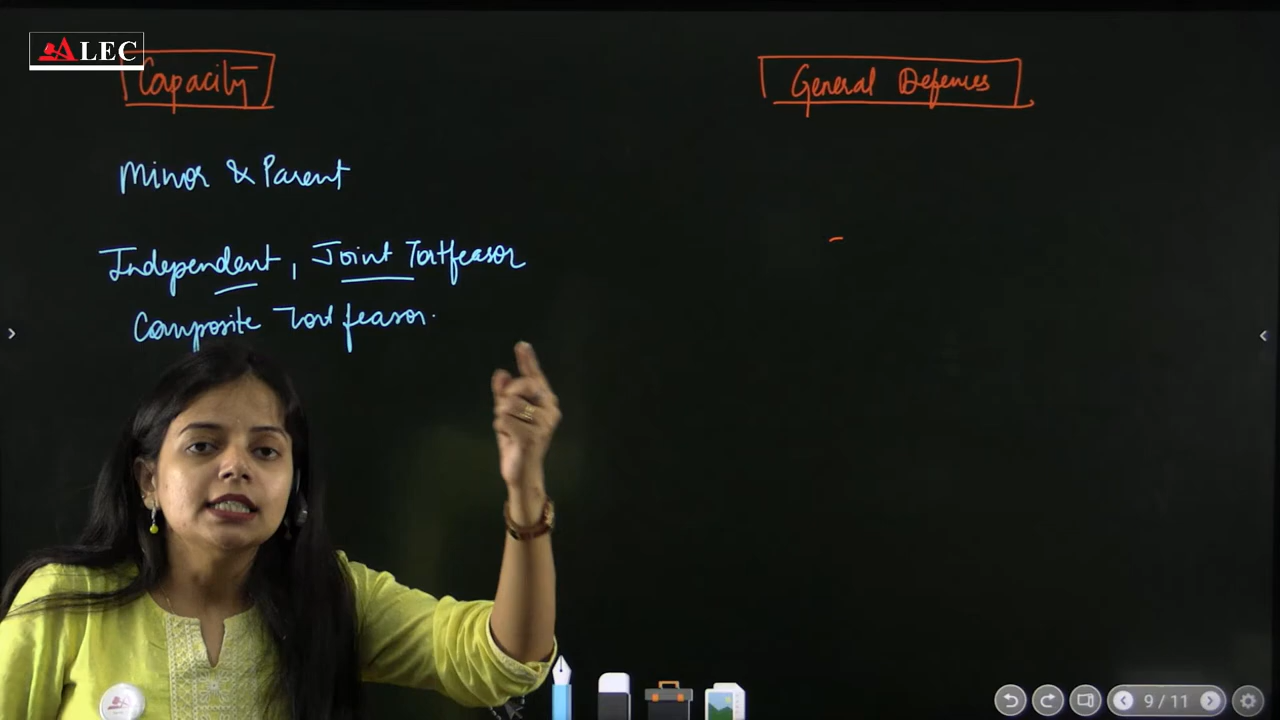 ALEC
Capacity
General Defences
Minor & Parent
Independent, Joint Tortfeasor
Composite Tortfeasor.
9/11